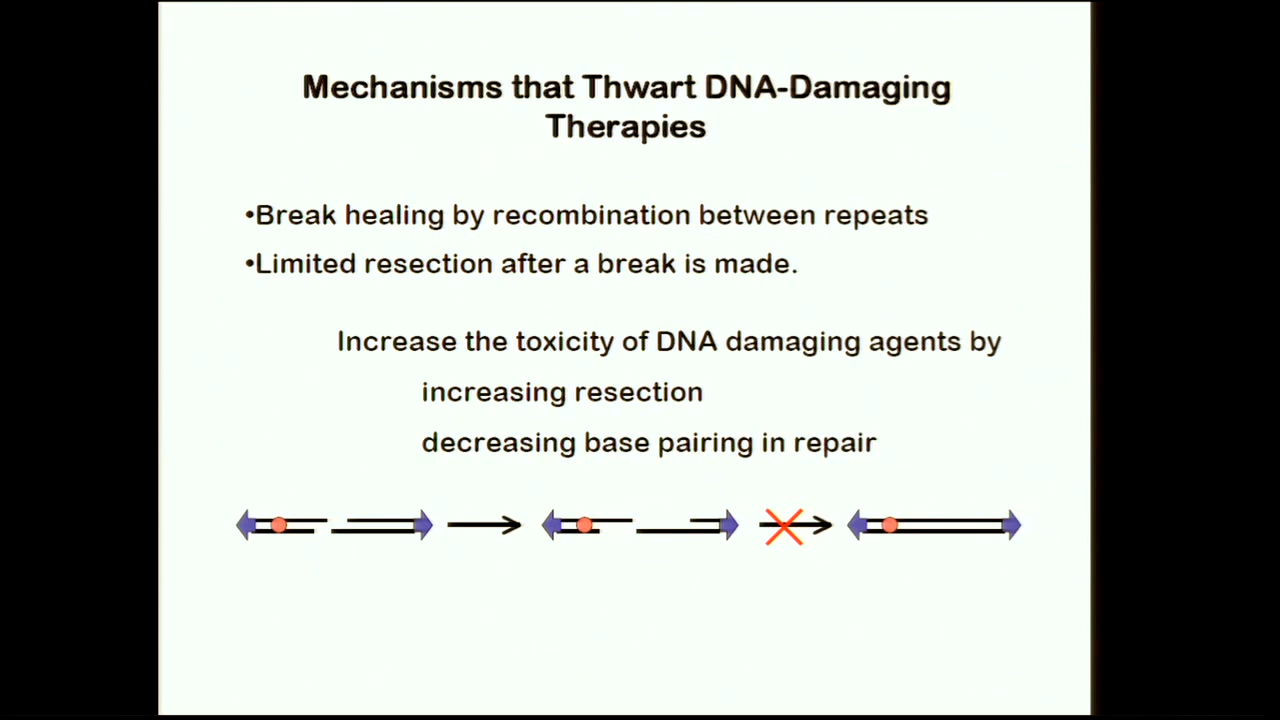 Mechanisms that Thwart DNA-Damaging
Therapies
•Break healing by recombination between repeats
•Limited resection after a break is made.
Increase the toxicity of DNA damaging agents by
increasing resection
decreasing base pairing in repair